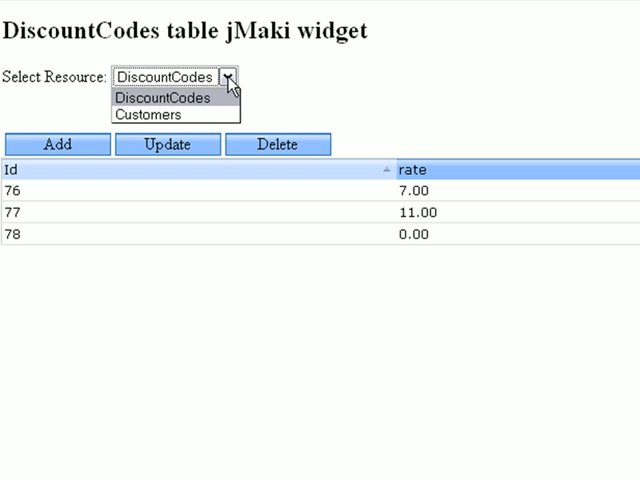 DiscountCodes table jMaki widget
Select Resource: DiscountCodes
DiscountCodes
Customers
Add Update Delete
Id rate
76 7.00
77 11.00
78 0.00